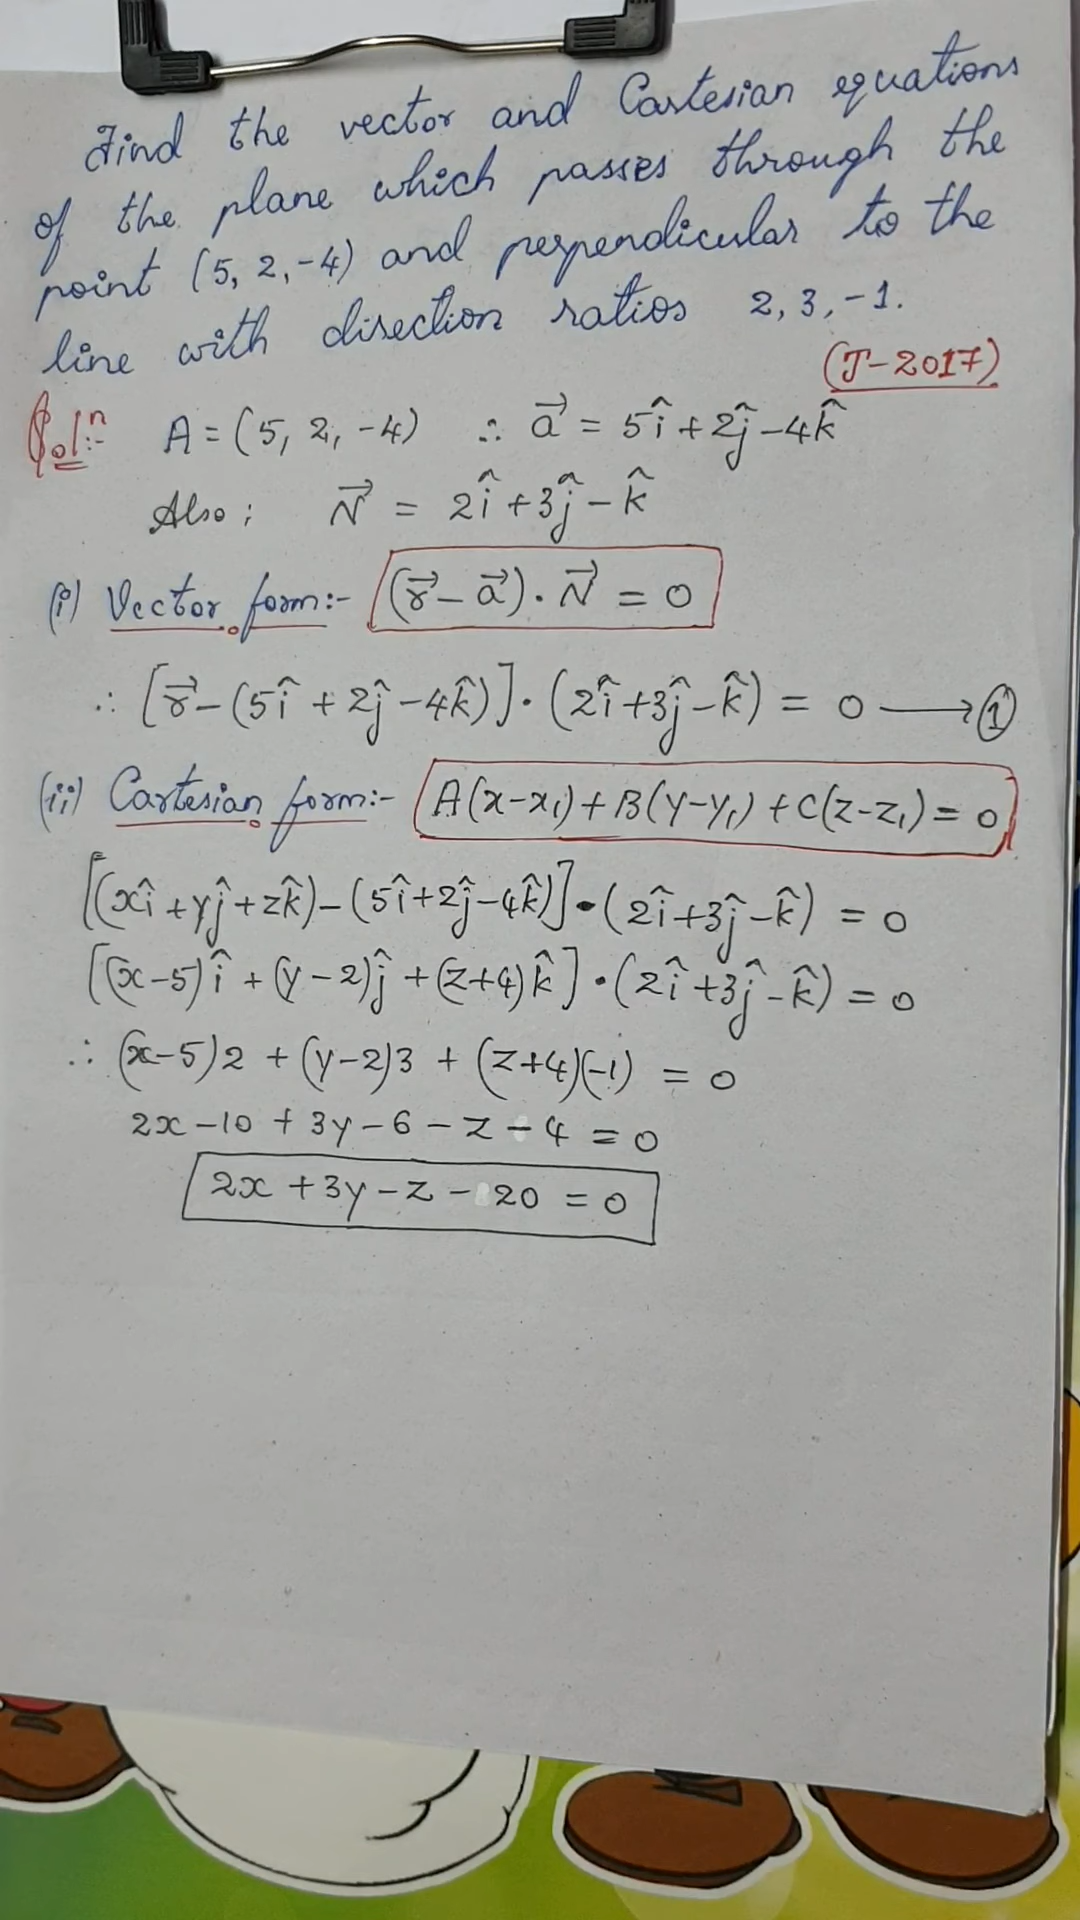 Find the vector and Cartesian equations
of the plane which passes through the
point (5, 2, -4) and perpendicular to the
line with direction ratios 2, 3, -1.
(J-2017)
Solⁿ:- A = (5, 2, -4) ∴ a⃗ = 5î + 2ĵ - 4k̂
Also; N⃗ = 2î + 3ĵ - k̂
(i) Vector form:- (r⃗ - a⃗) · N⃗ = 0
∴ [r⃗ - (5î + 2ĵ - 4k̂)] · (2î + 3ĵ - k̂) = 0 → ①
(ii) Cartesian form:- A(x-x₁) + B(y-y₁) + C(z-z₁) = 0
[(xî + yĵ + zk̂) - (5î + 2ĵ - 4k̂)] · (2î + 3ĵ - k̂) = 0
[(x-5)î + (y-2)ĵ + (z+4)k̂] · (2î + 3ĵ - k̂) = 0
∴ (x-5)2 + (y-2)3 + (z+4)(-1) = 0
2x - 10 + 3y - 6 - z - 4 = 0
2x + 3y - z - 20 = 0